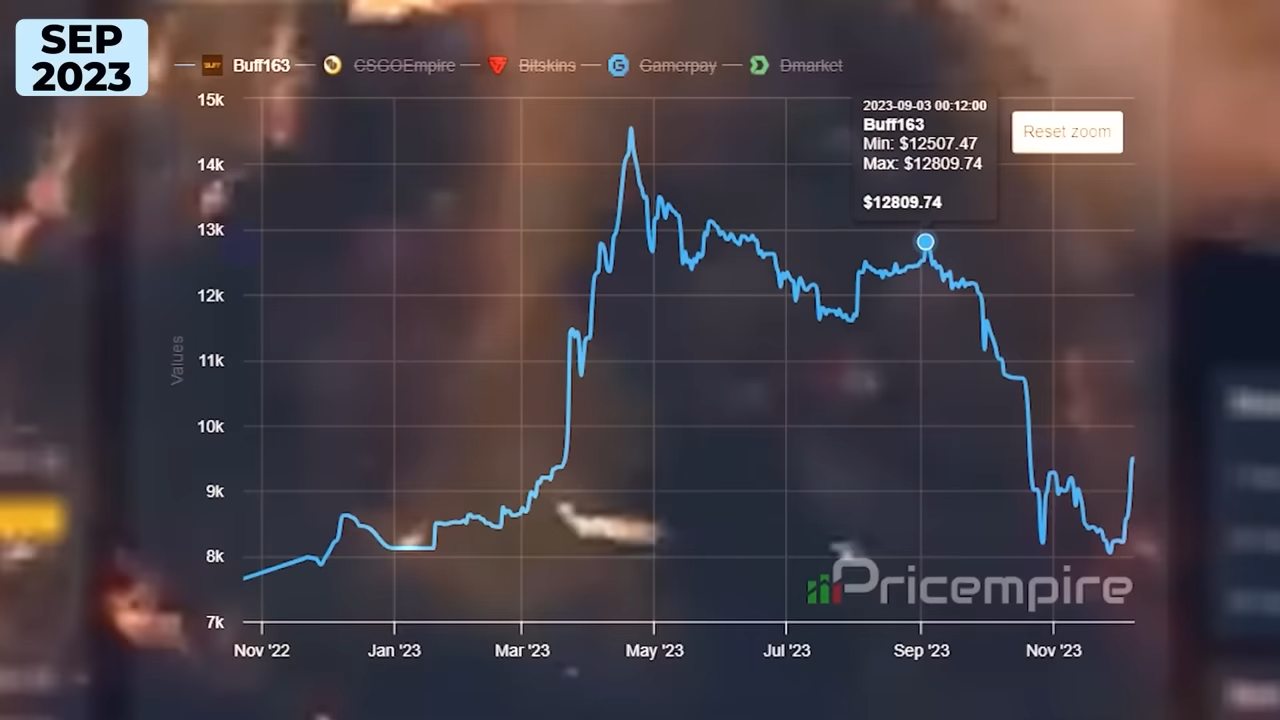 SEP
2023
Buff163
CSGOEmpire
Bitskins
Gamerpay
Dmarket
15k
14k
13k
12k
11k
10k
9k
8k
7k
Values
2023-09-03 00:12:00
Buff163
Min: $12507.47
Max: $12809.74
$12809.74
Reset zoom
Pricempire
Nov '22
Jan '23
Mar '23
May '23
Jul '23
Sep '23
Nov '23